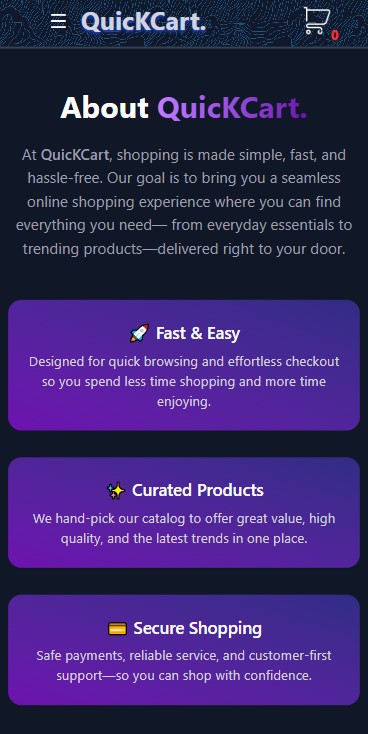 ☰ QuicKCart.
0
About QuicKCart.
At QuicKCart, shopping is made simple, fast, and
hassle-free. Our goal is to bring you a seamless
online shopping experience where you can find
everything you need— from everyday essentials to
trending products—delivered right to your door.
🚀 Fast & Easy
Designed for quick browsing and effortless checkout
so you spend less time shopping and more time
enjoying.
✨ Curated Products
We hand-pick our catalog to offer great value, high
quality, and the latest trends in one place.
💳 Secure Shopping
Safe payments, reliable service, and customer-first
support—so you can shop with confidence.